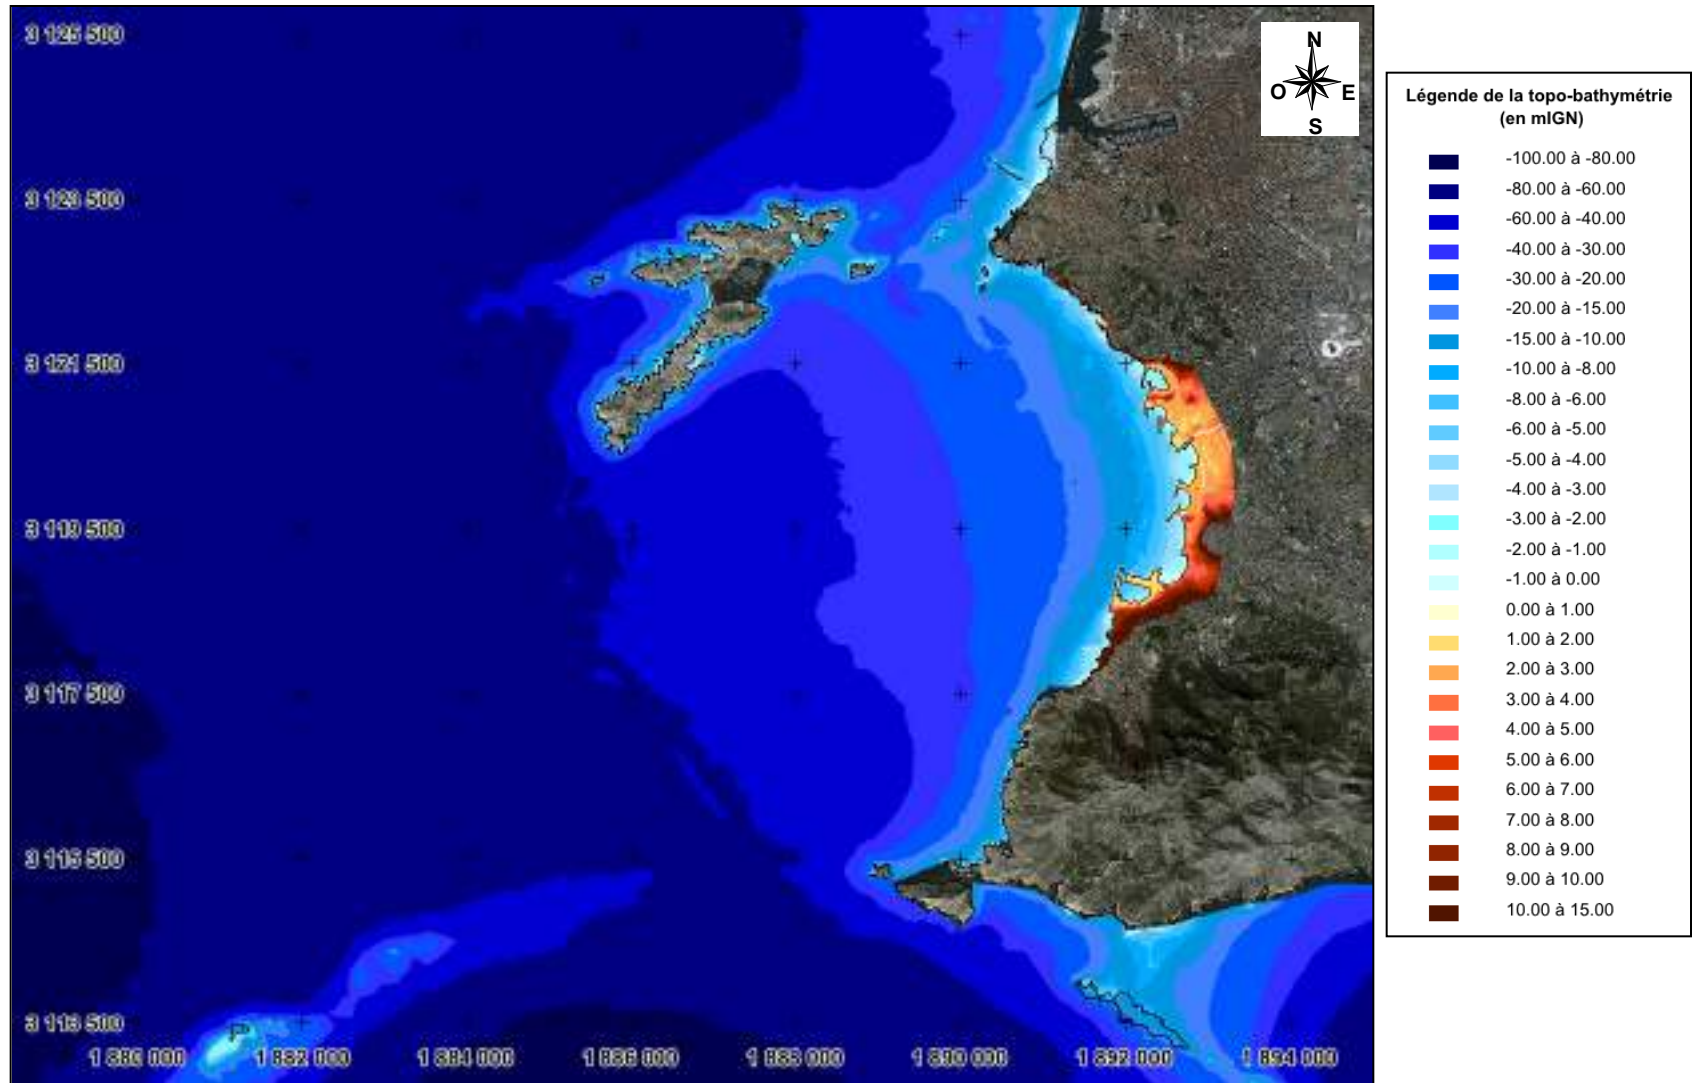 3 125 500
3 123 500
3 121 500
3 119 500
3 117 500
3 115 500
3 113 500
1 880 000
1 882 000
1 884 000
1 886 000
1 888 000
1 890 000
1 892 000
1 894 000
N
O
E
S
Légende de la topo-bathymétrie
(en mIGN)
-100.00 à -80.00
-80.00 à -60.00
-60.00 à -40.00
-40.00 à -30.00
-30.00 à -20.00
-20.00 à -15.00
-15.00 à -10.00
-10.00 à -8.00
-8.00 à -6.00
-6.00 à -5.00
-5.00 à -4.00
-4.00 à -3.00
-3.00 à -2.00
-2.00 à -1.00
-1.00 à 0.00
0.00 à 1.00
1.00 à 2.00
2.00 à 3.00
3.00 à 4.00
4.00 à 5.00
5.00 à 6.00
6.00 à 7.00
7.00 à 8.00
8.00 à 9.00
9.00 à 10.00
10.00 à 15.00